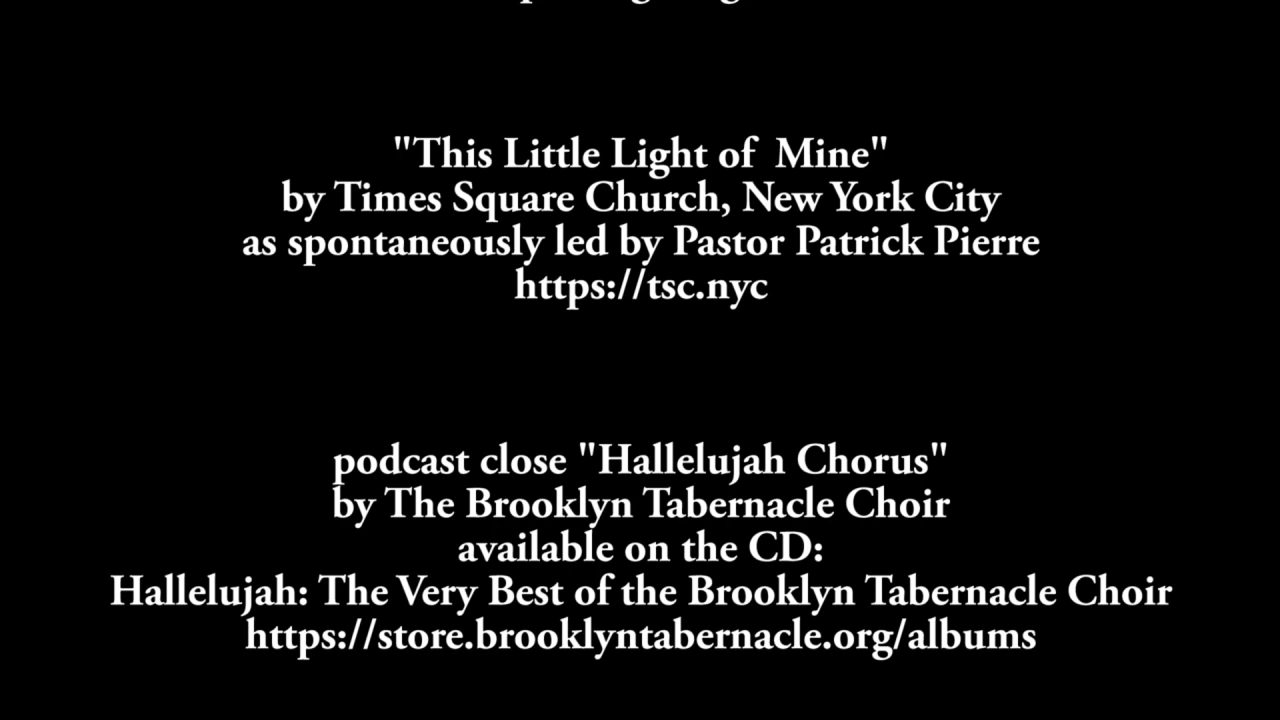 "This Little Light of Mine"
by Times Square Church, New York City
as spontaneously led by Pastor Patrick Pierre
https://tsc.nyc
podcast close "Hallelujah Chorus"
by The Brooklyn Tabernacle Choir
available on the CD:
Hallelujah: The Very Best of the Brooklyn Tabernacle Choir
https://store.brooklyntabernacle.org/albums